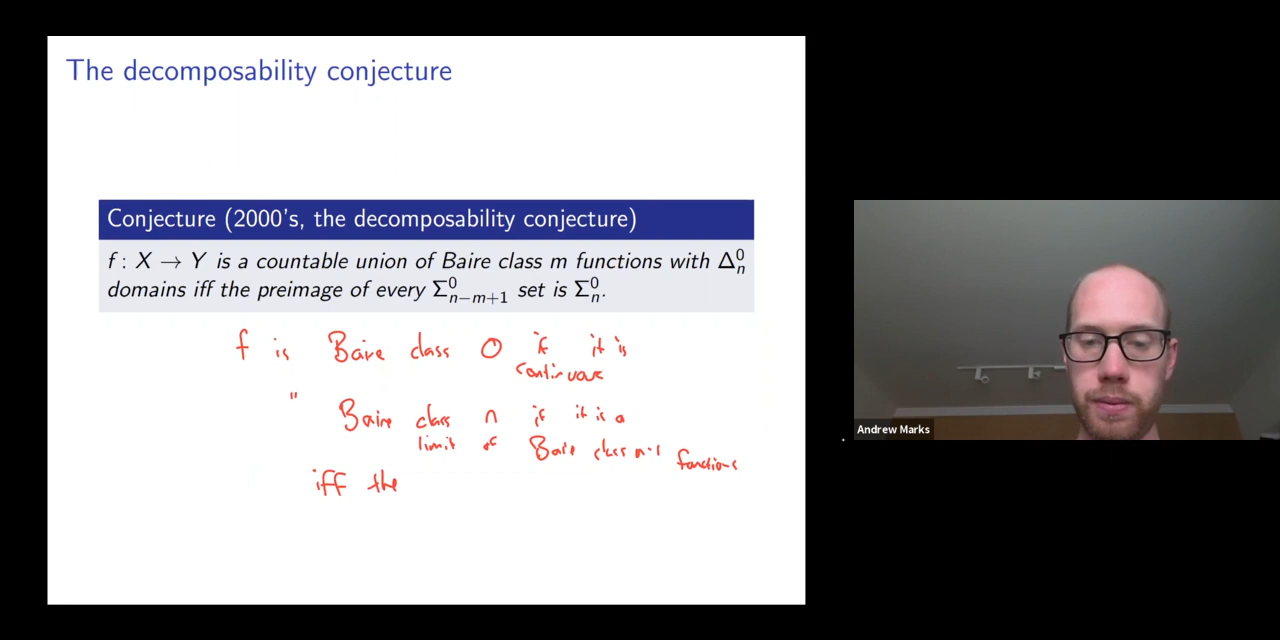 The decomposability conjecture
Conjecture (2000's, the decomposability conjecture)
f : X → Y is a countable union of Baire class m functions with Δ⁰ₙ
domains iff the preimage of every Σ⁰ₙ₋ₘ₊₁ set is Σ⁰ₙ.
f is Baire class 0 if it is
continuous
" Baire class n if it is a
limit of Baire class n-1 functions
iff the
Andrew Marks